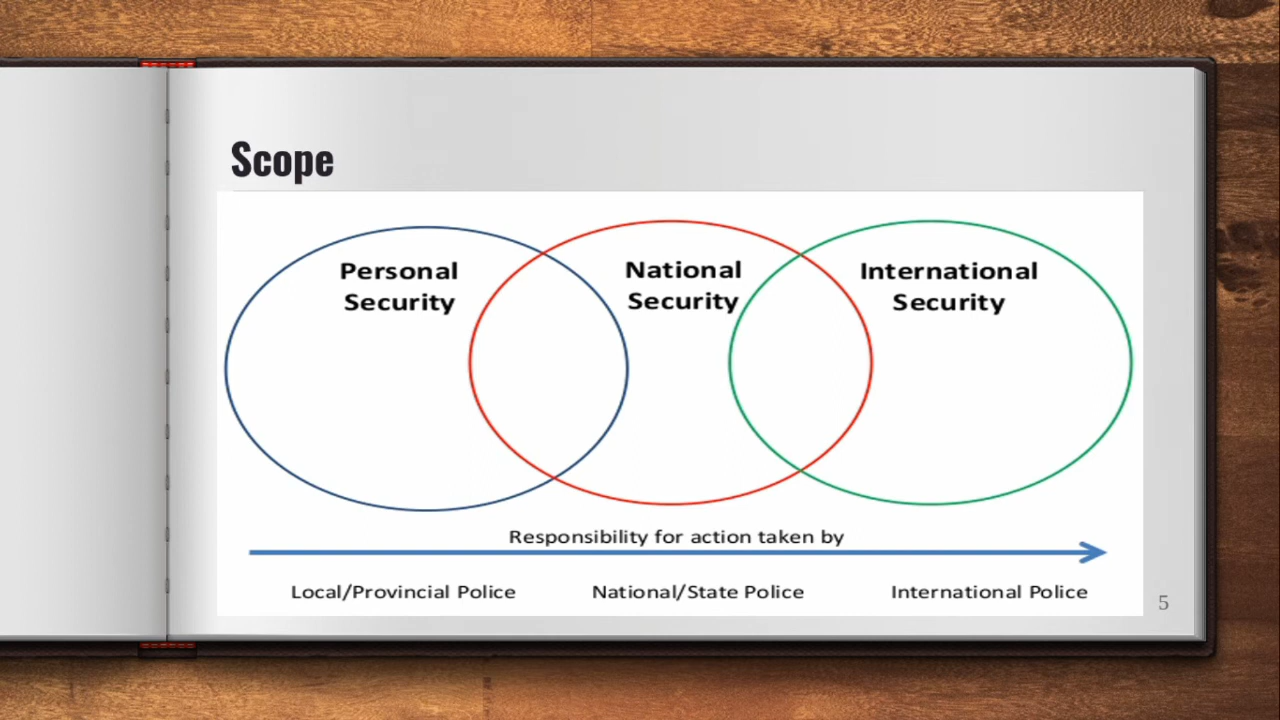 Scope
Personal
Security
National
Security
International
Security
Responsibility for action taken by
Local/Provincial Police
National/State Police
International Police
5